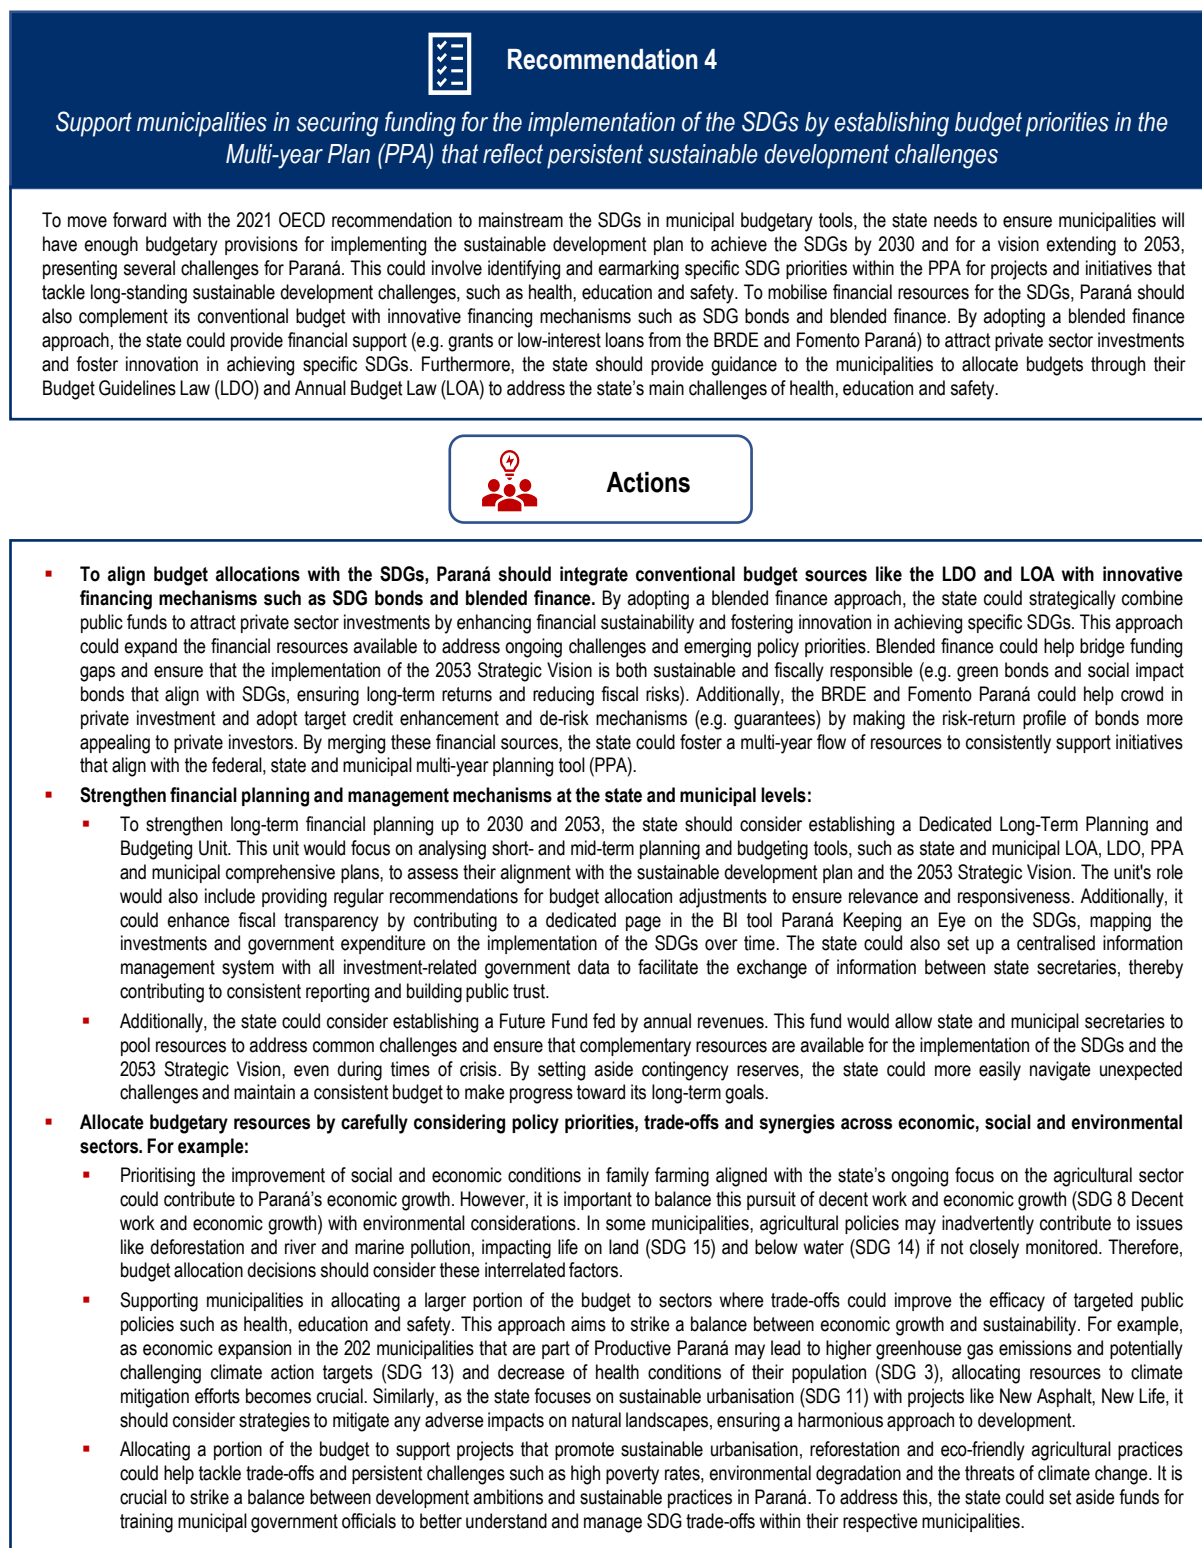 Recommendation 4
Support municipalities in securing funding for the implementation of the SDGs by establishing budget priorities in the
Multi-year Plan (PPA) that reflect persistent sustainable development challenges
To move forward with the 2021 OECD recommendation to mainstream the SDGs in municipal budgetary tools, the state needs to ensure municipalities will
have enough budgetary provisions for implementing the sustainable development plan to achieve the SDGs by 2030 and for a vision extending to 2053,
presenting several challenges for Paraná. This could involve identifying and earmarking specific SDG priorities within the PPA for projects and initiatives that
tackle long-standing sustainable development challenges, such as health, education and safety. To mobilise financial resources for the SDGs, Paraná should
also complement its conventional budget with innovative financing mechanisms such as SDG bonds and blended finance. By adopting a blended finance
approach, the state could provide financial support (e.g. grants or low-interest loans from the BRDE and Fomento Paraná) to attract private sector investments
and foster innovation in achieving specific SDGs. Furthermore, the state should provide guidance to the municipalities to allocate budgets through their
Budget Guidelines Law (LDO) and Annual Budget Law (LOA) to address the state's main challenges of health, education and safety.
Actions
▪ To align budget allocations with the SDGs, Paraná should integrate conventional budget sources like the LDO and LOA with innovative
financing mechanisms such as SDG bonds and blended finance. By adopting a blended finance approach, the state could strategically combine
public funds to attract private sector investments by enhancing financial sustainability and fostering innovation in achieving specific SDGs. This approach
could expand the financial resources available to address ongoing challenges and emerging policy priorities. Blended finance could help bridge funding
gaps and ensure that the implementation of the 2053 Strategic Vision is both sustainable and fiscally responsible (e.g. green bonds and social impact
bonds that align with SDGs, ensuring long-term returns and reducing fiscal risks). Additionally, the BRDE and Fomento Paraná could help crowd in
private investment and adopt target credit enhancement and de-risk mechanisms (e.g. guarantees) by making the risk-return profile of bonds more
appealing to private investors. By merging these financial sources, the state could foster a multi-year flow of resources to consistently support initiatives
that align with the federal, state and municipal multi-year planning tool (PPA).
▪ Strengthen financial planning and management mechanisms at the state and municipal levels:
▪ To strengthen long-term financial planning up to 2030 and 2053, the state should consider establishing a Dedicated Long-Term Planning and
Budgeting Unit. This unit would focus on analysing short- and mid-term planning and budgeting tools, such as state and municipal LOA, LDO, PPA
and municipal comprehensive plans, to assess their alignment with the sustainable development plan and the 2053 Strategic Vision. The unit's role
would also include providing regular recommendations for budget allocation adjustments to ensure relevance and responsiveness. Additionally, it
could enhance fiscal transparency by contributing to a dedicated page in the BI tool Paraná Keeping an Eye on the SDGs, mapping the
investments and government expenditure on the implementation of the SDGs over time. The state could also set up a centralised information
management system with all investment-related government data to facilitate the exchange of information between state secretaries, thereby
contributing to consistent reporting and building public trust.
▪ Additionally, the state could consider establishing a Future Fund fed by annual revenues. This fund would allow state and municipal secretaries to
pool resources to address common challenges and ensure that complementary resources are available for the implementation of the SDGs and the
2053 Strategic Vision, even during times of crisis. By setting aside contingency reserves, the state could more easily navigate unexpected
challenges and maintain a consistent budget to make progress toward its long-term goals.
▪ Allocate budgetary resources by carefully considering policy priorities, trade-offs and synergies across economic, social and environmental
sectors. For example:
▪ Prioritising the improvement of social and economic conditions in family farming aligned with the state's ongoing focus on the agricultural sector
could contribute to Paraná's economic growth. However, it is important to balance this pursuit of decent work and economic growth (SDG 8 Decent
work and economic growth) with environmental considerations. In some municipalities, agricultural policies may inadvertently contribute to issues
like deforestation and river and marine pollution, impacting life on land (SDG 15) and below water (SDG 14) if not closely monitored. Therefore,
budget allocation decisions should consider these interrelated factors.
▪ Supporting municipalities in allocating a larger portion of the budget to sectors where trade-offs could improve the efficacy of targeted public
policies such as health, education and safety. This approach aims to strike a balance between economic growth and sustainability. For example,
as economic expansion in the 202 municipalities that are part of Productive Paraná may lead to higher greenhouse gas emissions and potentially
challenging climate action targets (SDG 13) and decrease of health conditions of their population (SDG 3), allocating resources to climate
mitigation efforts becomes crucial. Similarly, as the state focuses on sustainable urbanisation (SDG 11) with projects like New Asphalt, New Life, it
should consider strategies to mitigate any adverse impacts on natural landscapes, ensuring a harmonious approach to development.
▪ Allocating a portion of the budget to support projects that promote sustainable urbanisation, reforestation and eco-friendly agricultural practices
could help tackle trade-offs and persistent challenges such as high poverty rates, environmental degradation and the threats of climate change. It is
crucial to strike a balance between development ambitions and sustainable practices in Paraná. To address this, the state could set aside funds for
training municipal government officials to better understand and manage SDG trade-offs within their respective municipalities.